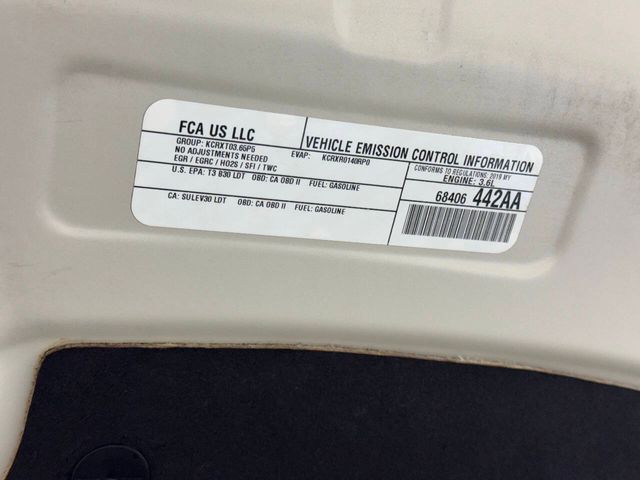 FCA US LLC
VEHICLE EMISSION CONTROL INFORMATION
GROUP: KCRXT03.65P5
EVAP: KCRXR0140RP0
CONFORMS TO REGULATIONS: 2019 MY
NO ADJUSTMENTS NEEDED
ENGINE: 3.6L
EGR / EGRC / HO2S / SFI / TWC
U.S. EPA: T3 B30 LDT OBD: CA OBD II FUEL: GASOLINE
CA: SULEV30 LDT OBD: CA OBD II FUEL: GASOLINE
68406 442AA